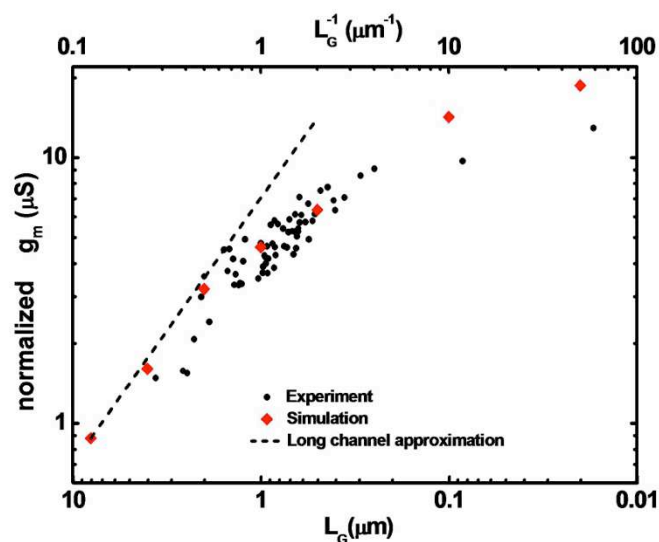 L_G^-1 (μm^-1)
0.1 1 10 100
10
1
normalized g_m (μS)
Experiment
Simulation
Long channel approximation
10 1 0.1 0.01
L_G(μm)